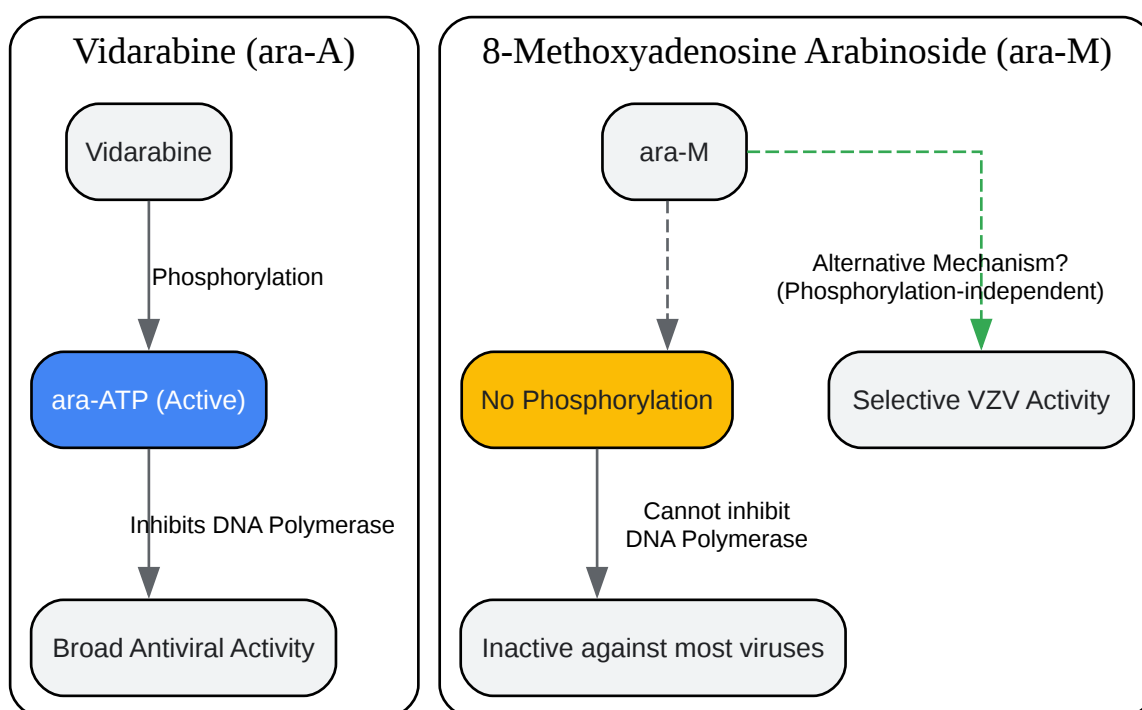 Vidarabine (ara-A)
Vidarabine
Phosphorylation
ara-ATP (Active)
Inhibits DNA Polymerase
Broad Antiviral Activity
8-Methoxyadenosine Arabinoside (ara-M)
ara-M
Alternative Mechanism?
(Phosphorylation-independent)
No Phosphorylation
Selective VZV Activity
Cannot inhibit
DNA Polymerase
Inactive against most viruses